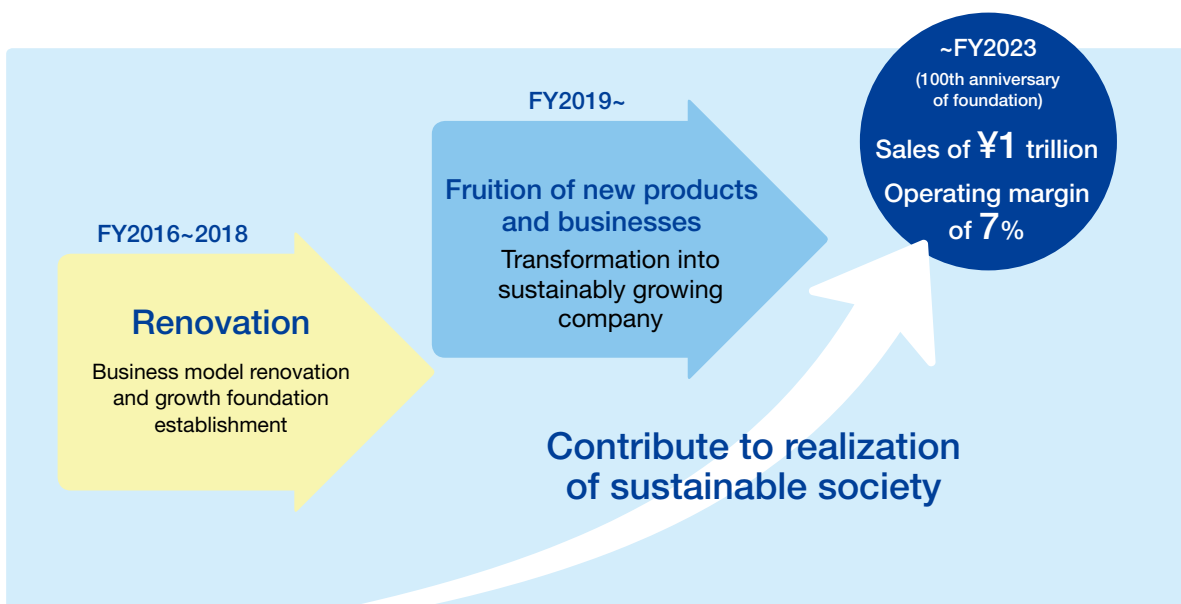 FY2016~2018
Renovation
Business model renovation
and growth foundation
establishment
FY2019~
Fruition of new products
and businesses
Transformation into
sustainably growing
company
~FY2023
(100th anniversary
of foundation)
Sales of ¥1 trillion
Operating margin
of 7%
Contribute to realization
of sustainable society